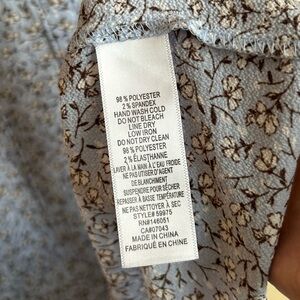 98 % POLYESTER
2 % SPANDEX
HAND WASH COLD
DO NOT BLEACH
LINE DRY
LOW IRON
DO NOT DRY CLEAN
98 % POLYESTER
2 % ÉLASTHANNE
LAVER À LA MAIN À L'EAU FROIDE
NE PAS UTILISER D'AGENT
DE BLANCHIMENT
SUSPENDRE POUR SÉCHER
REPASSER À BASSE TEMPÉRATURE
NE PAS NETTOYER À SEC
STYLE# 59975
RN#146051
CA#07043
MADE IN CHINA
FABRIQUÉ EN CHINE